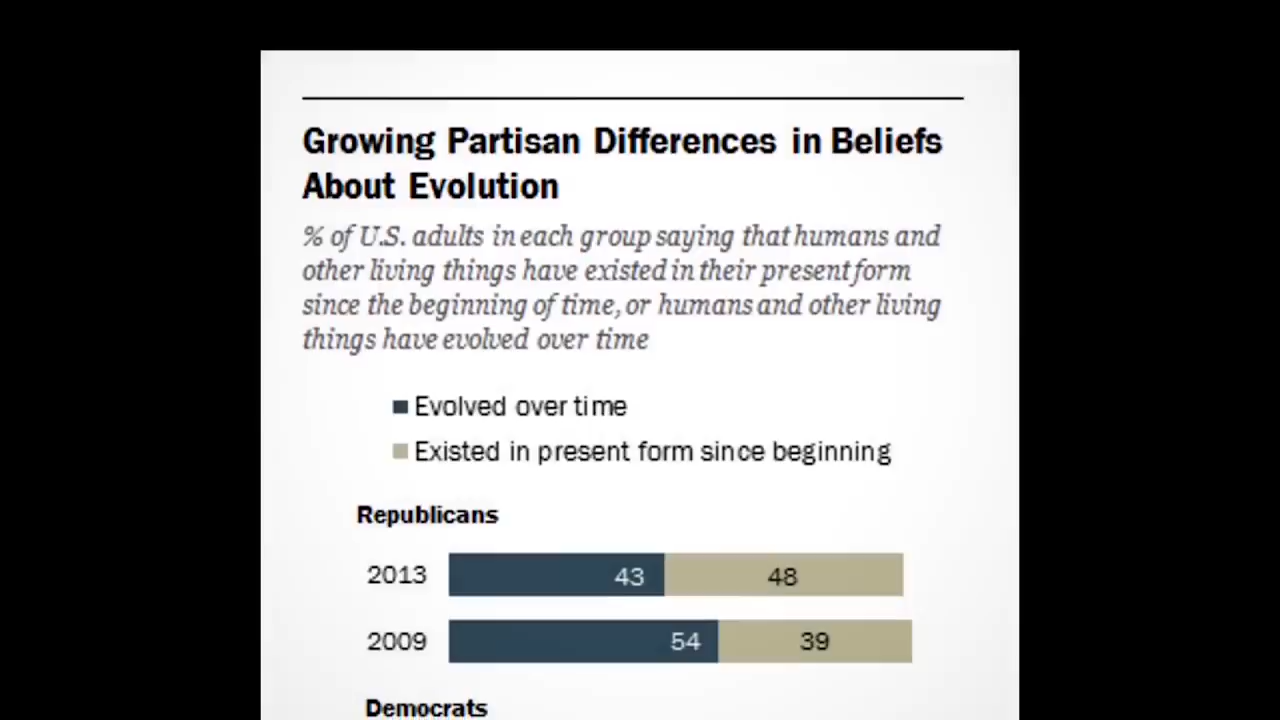 Growing Partisan Differences in Beliefs
About Evolution
% of U.S. adults in each group saying that humans and
other living things have existed in their present form
since the beginning of time, or humans and other living
things have evolved over time
Evolved over time
Existed in present form since beginning
Republicans
2013 43 48
2009 54 39
Democrats